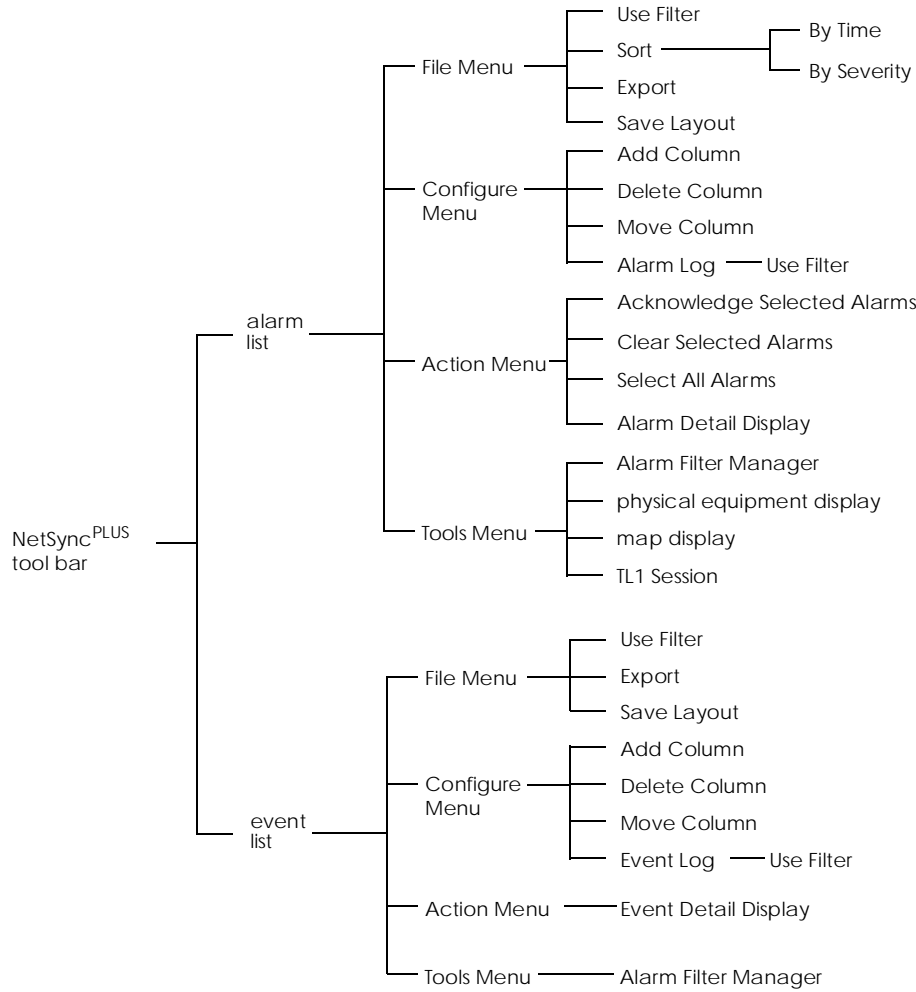 Use Filter
By Time
Sort
File Menu
By Severity
Export
Save Layout
Add Column
Configure
Menu
Delete Column
Move Column
Alarm Log
Use Filter
Acknowledge Selected Alarms
alarm
list
Clear Selected Alarms
Action Menu
Select All Alarms
Alarm Detail Display
Alarm Filter Manager
physical equipment display
Tools Menu
map display
NetSyncPLUS
tool bar
TL1 Session
Use Filter
File Menu
Export
Save Layout
Add Column
Configure
Menu
Delete Column
Move Column
event
list
Event Log
Use Filter
Action Menu
Event Detail Display
Tools Menu
Alarm Filter Manager